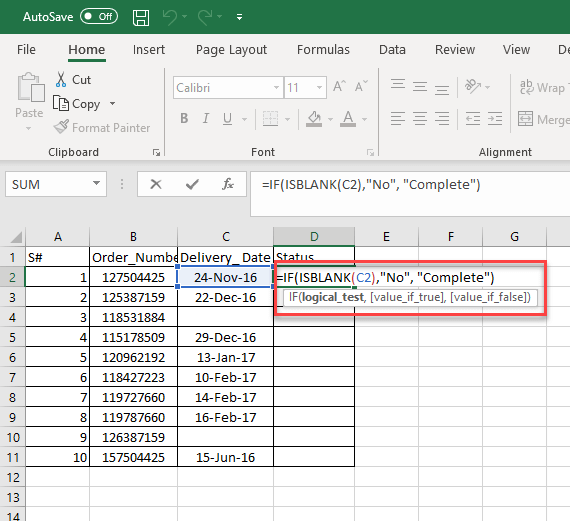 AutoSave Off
File Home Insert Page Layout Formulas Data Review View
Paste
Cut
Copy
Format Painter
Calibri 11 A A
B I U A
ab Wrap T
Merge
Clipboard Font Alignment
SUM fx =IF(ISBLANK(C2),"No", "Complete")
A B C D E F G
1 S# Order_Numbe Delivery_Date Status
2 1 127504425 24-Nov-16 =IF(ISBLANK(C2),"No", "Complete")
IF(logical_test, [value_if_true], [value_if_false])
3 2 125387159 22-Dec-16
4 3 118531884
5 4 115178509 29-Dec-16
6 5 120962192 13-Jan-17
7 6 118427223 10-Feb-17
8 7 119727660 14-Feb-17
9 8 119787660 16-Feb-17
10 9 126387159
11 10 157504425 15-Jun-16
12
13
14